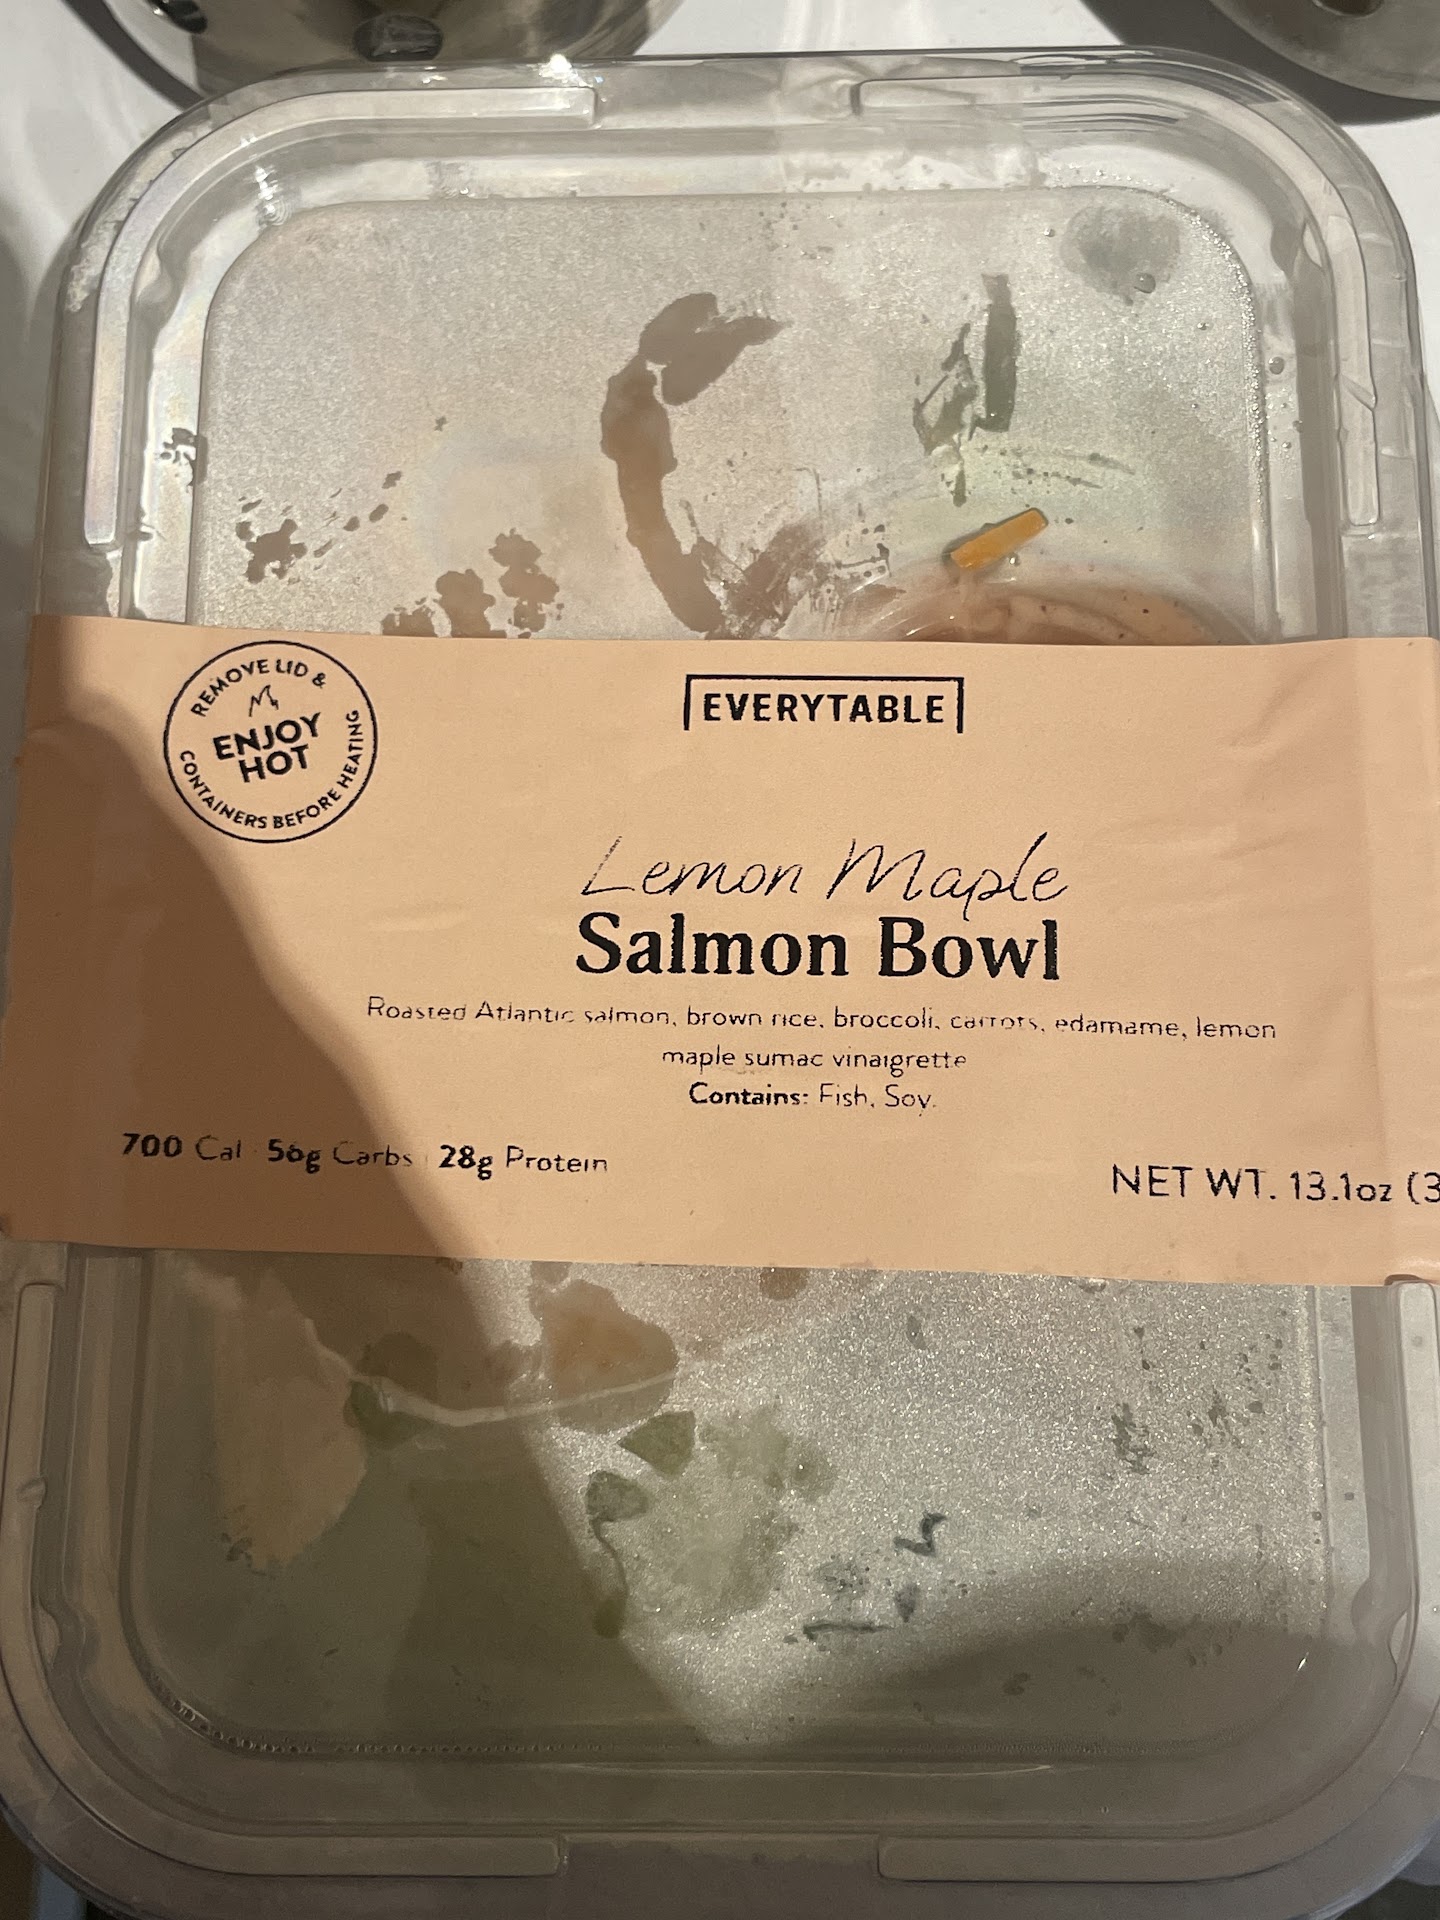 REMOVE LID &
ENJOY
HOT
CONTAINERS BEFORE HEATING
EVERYTABLE
Lemon Maple
Salmon Bowl
Roasted Atlantic salmon, brown rice, broccoli, carrots, edamame, lemon
maple sumac vinaigrette
Contains: Fish, Soy.
700 Cal 56g Carbs 28g Protein
NET WT. 13.1oz (3